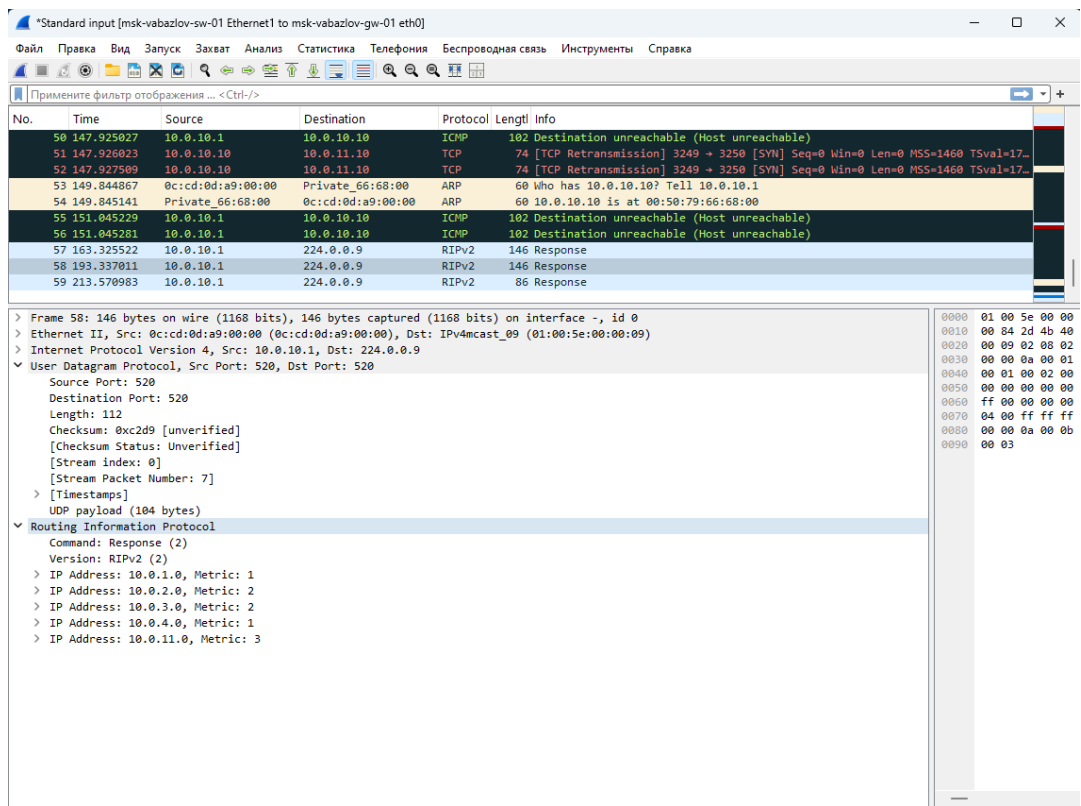 *Standard input [msk-vabazlov-sw-01 Ethernet1 to msk-vabazlov-gw-01 eth0]
Файл Правка Вид Запуск Захват Анализ Статистика Телефония Беспроводная связь Инструменты Справка
Примените фильтр отображения ... <Ctrl-/>
No. Time Source Destination Protocol Lengtl Info
50 147.925027 10.0.10.1 10.0.10.10 ICMP 102 Destination unreachable (Host unreachable)
51 147.926023 10.0.10.10 10.0.11.10 TCP 74 [TCP Retransmission] 3249 → 3250 [SYN] Seq=0 Win=0 Len=0 MSS=1460 TSval=17…
52 147.927509 10.0.10.10 10.0.11.10 TCP 74 [TCP Retransmission] 3249 → 3250 [SYN] Seq=0 Win=0 Len=0 MSS=1460 TSval=17…
53 149.844867 0c:cd:0d:a9:00:00 Private_66:68:00 ARP 60 Who has 10.0.10.10? Tell 10.0.10.1
54 149.845141 Private_66:68:00 0c:cd:0d:a9:00:00 ARP 60 10.0.10.10 is at 00:50:79:66:68:00
55 151.045229 10.0.10.1 10.0.10.10 ICMP 102 Destination unreachable (Host unreachable)
56 151.045281 10.0.10.1 10.0.10.10 ICMP 102 Destination unreachable (Host unreachable)
57 163.325522 10.0.10.1 224.0.0.9 RIPv2 146 Response
58 193.337011 10.0.10.1 224.0.0.9 RIPv2 146 Response
59 213.570983 10.0.10.1 224.0.0.9 RIPv2 86 Response
Frame 58: 146 bytes on wire (1168 bits), 146 bytes captured (1168 bits) on interface -, id 0
Ethernet II, Src: 0c:cd:0d:a9:00:00 (0c:cd:0d:a9:00:00), Dst: IPv4mcast_09 (01:00:5e:00:00:09)
Internet Protocol Version 4, Src: 10.0.10.1, Dst: 224.0.0.9
User Datagram Protocol, Src Port: 520, Dst Port: 520
Source Port: 520
Destination Port: 520
Length: 112
Checksum: 0xc2d9 [unverified]
[Checksum Status: Unverified]
[Stream index: 0]
[Stream Packet Number: 7]
[Timestamps]
UDP payload (104 bytes)
Routing Information Protocol
Command: Response (2)
Version: RIPv2 (2)
IP Address: 10.0.1.0, Metric: 1
IP Address: 10.0.2.0, Metric: 2
IP Address: 10.0.3.0, Metric: 2
IP Address: 10.0.4.0, Metric: 1
IP Address: 10.0.11.0, Metric: 3
0000 01 00 5e 00 00
0010 00 84 2d 4b 40
0020 00 09 02 08 02
0030 00 00 0a 00 01
0040 00 01 00 02 00
0050 00 00 00 00 00
0060 ff 00 00 00 00
0070 04 00 ff ff ff
0080 00 00 0a 00 0b
0090 00 03